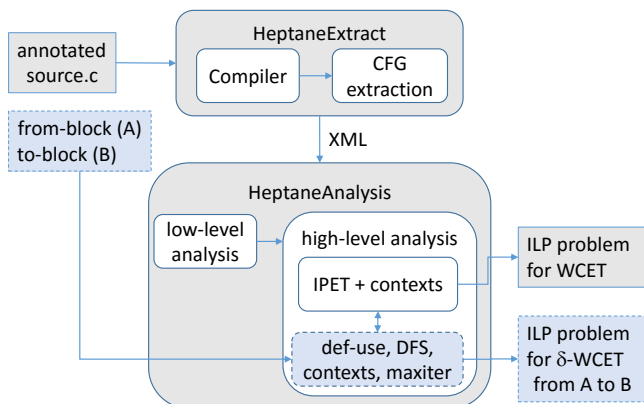 HeptaneExtract
annotated
source.c
Compiler
CFG
extraction
from-block (A)
to-block (B)
XML
HeptaneAnalysis
low-level
analysis
high-level analysis
IPET + contexts
ILP problem
for WCET
def-use, DFS,
contexts, maxiter
ILP problem
for δ-WCET
from A to B